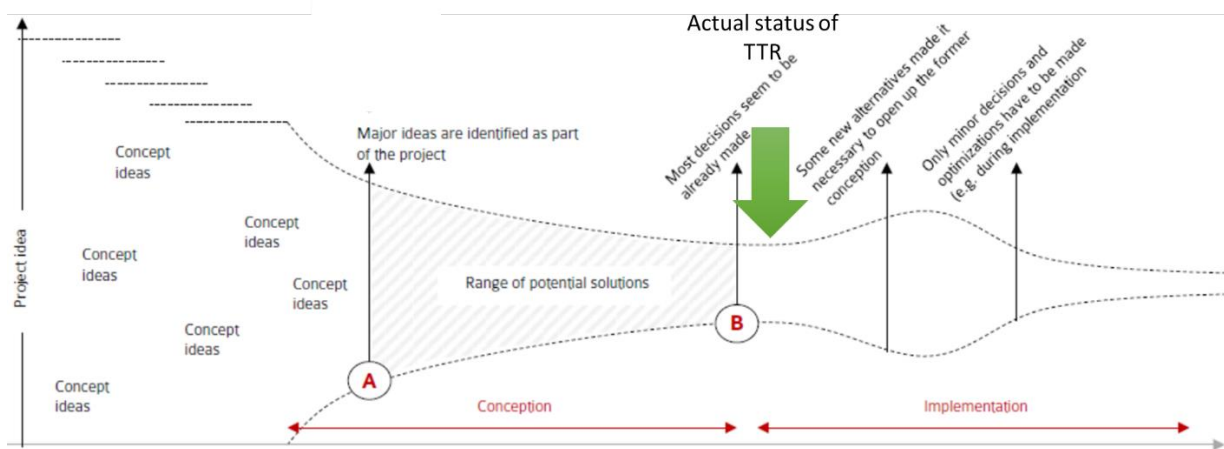 Actual status of
TTR
Project idea
Concept
ideas
Concept
ideas
Concept
ideas
Concept
ideas
Concept
ideas
Concept
ideas
Major ideas are identified as part
of the project
Most decisions seem to be
already made
Some new alternatives made it
necessary to open up the former
conception
Only minor decisions and
optimizations have to be made
(e.g. during implementation
Range of potential solutions
A
B
Conception
Implementation